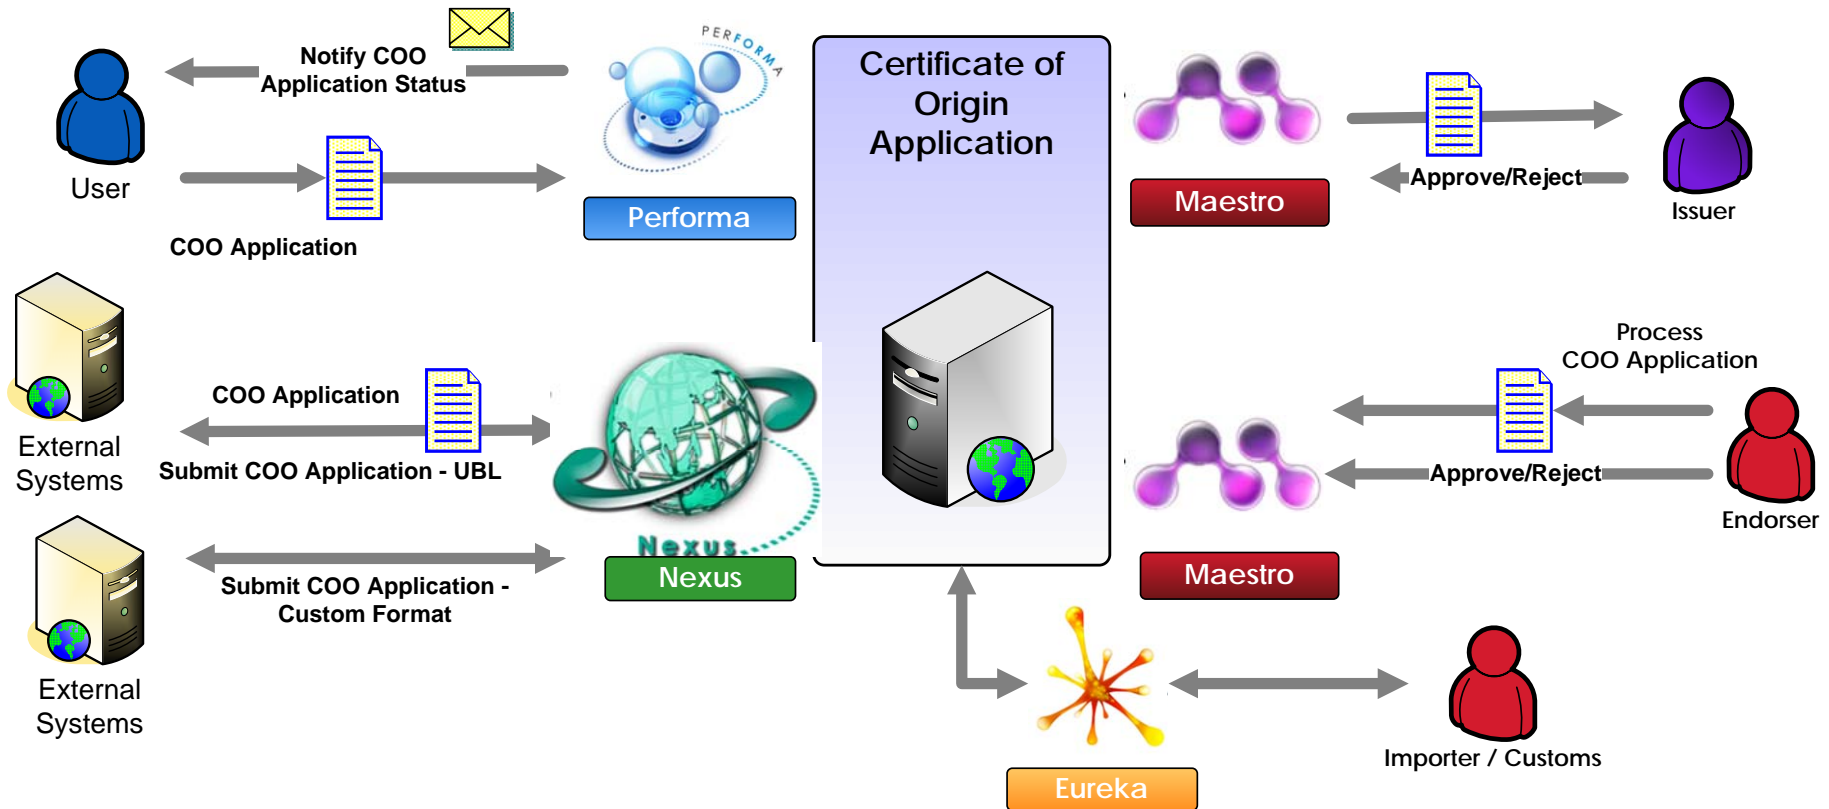 Notify COO
Application Status
PERFORMA
Certificate of
Origin
Application
User
COO Application
Performa
Maestro
Approve/Reject
Issuer
External
Systems
COO Application
Submit COO Application - UBL
Nexus
Nexus
Process
COO Application
Approve/Reject
Endorser
Maestro
Submit COO Application -
Custom Format
External
Systems
Eureka
Importer / Customs